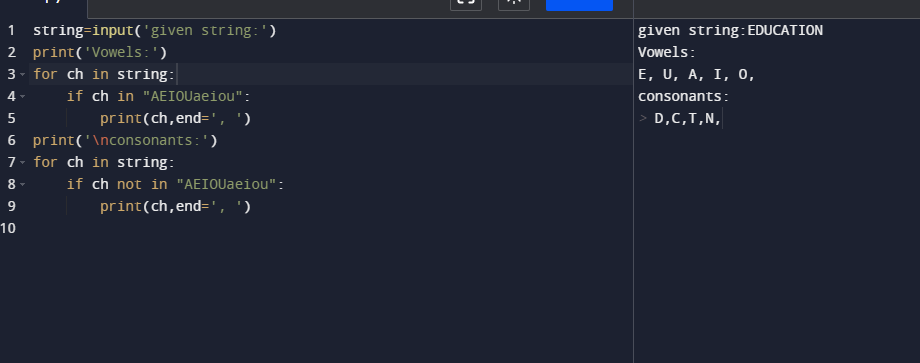 1 string=input('given string:')
2 print('Vowels:')
3 for ch in string:
4 if ch in "AEIOUaeiou":
5 print(ch,end=', ')
6 print('\nconsonants:')
7 for ch in string:
8 if ch not in "AEIOUaeiou":
9 print(ch,end=', ')
10
given string:EDUCATION
Vowels:
E, U, A, I, O,
consonants:
> D,C,T,N,